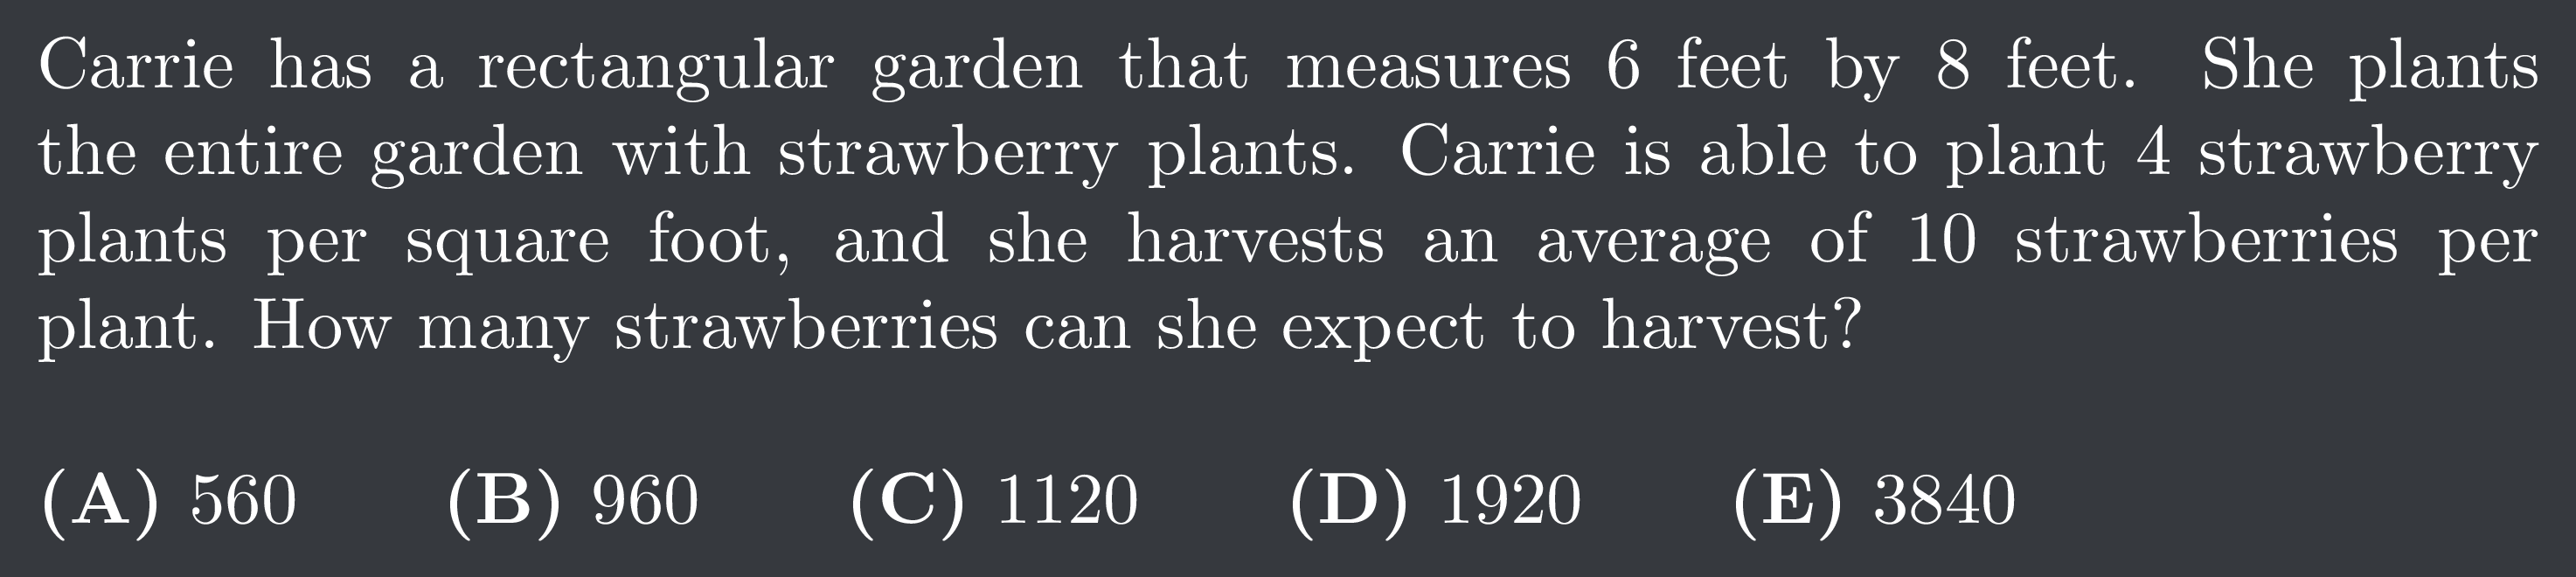 Carrie has a rectangular garden that measures 6 feet by 8 feet. She plants
the entire garden with strawberry plants. Carrie is able to plant 4 strawberry
plants per square foot, and she harvests an average of 10 strawberries per
plant. How many strawberries can she expect to harvest?
(A) 560 (B) 960 (C) 1120 (D) 1920 (E) 3840